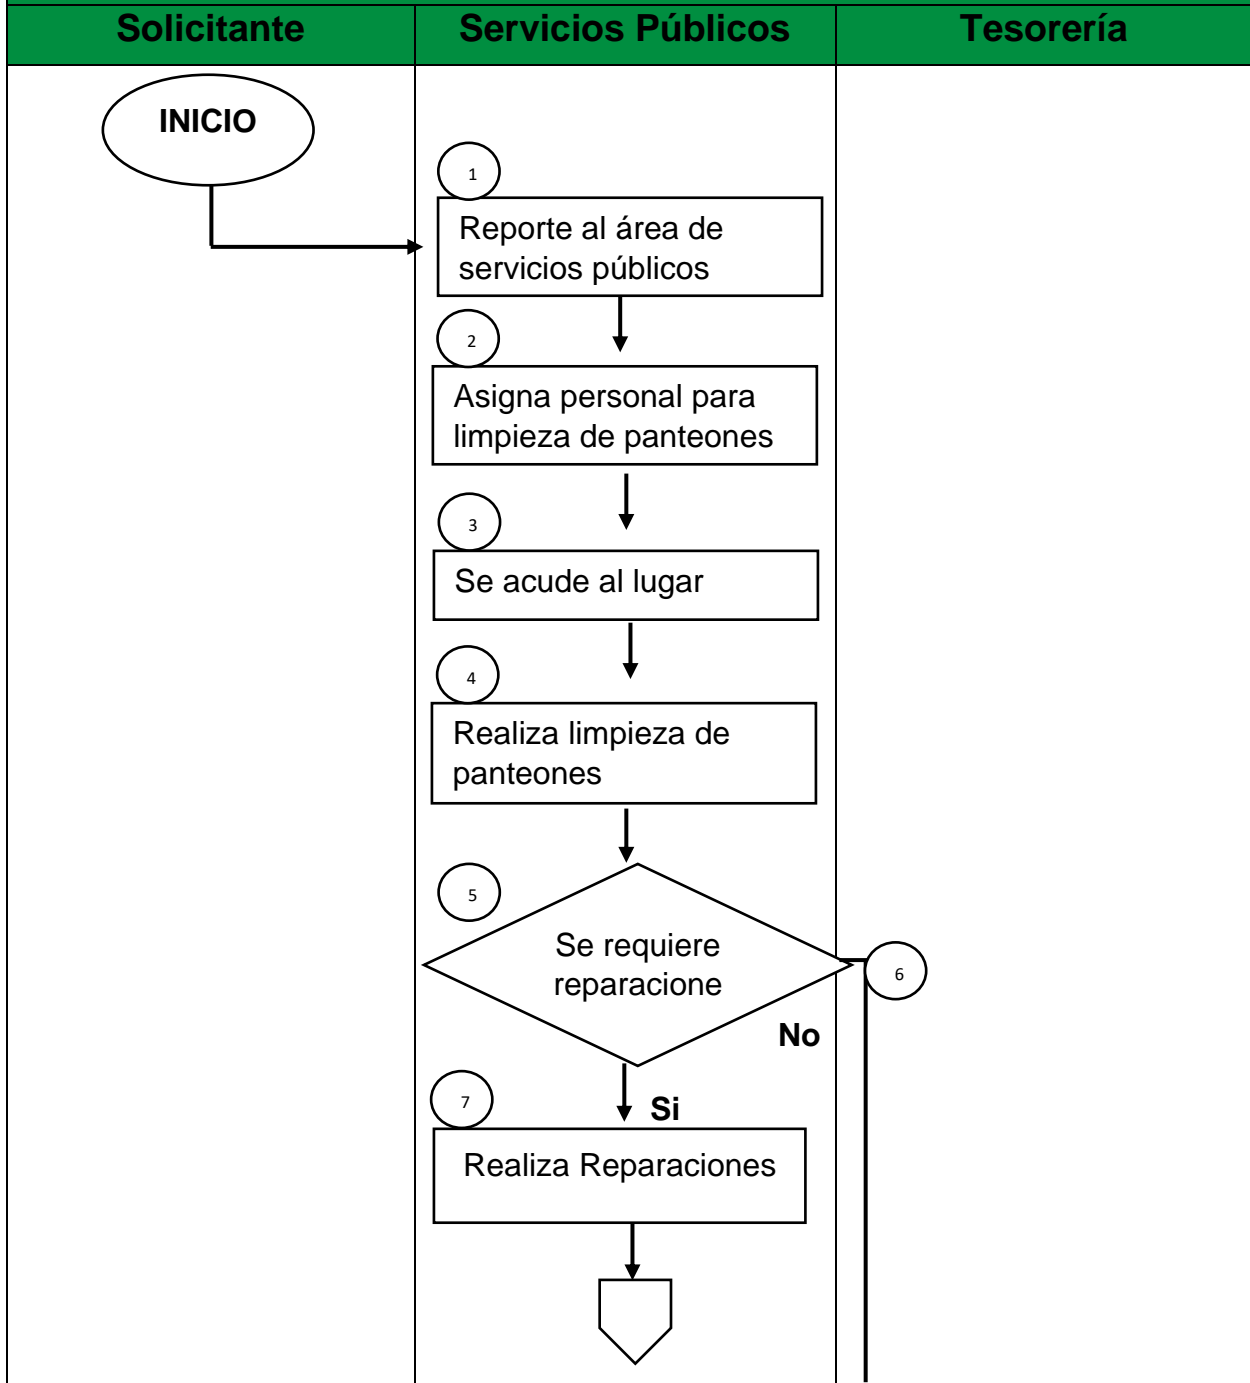 Solicitante
Servicios Públicos
Tesorería
INICIO
1
Reporte al área de
servicios públicos
2
Asigna personal para
limpieza de panteones
3
Se acude al lugar
4
Realiza limpieza de
panteones
5
Se requiere
reparacione
6
No
Si
7
Realiza Reparaciones